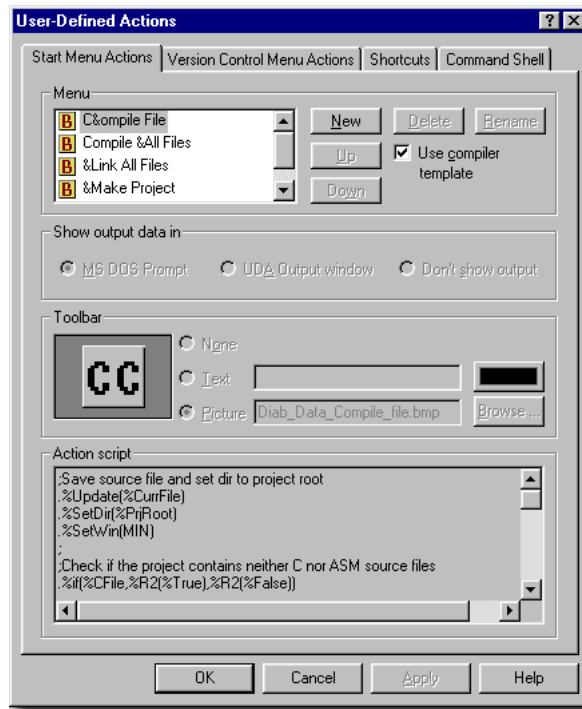 User-Defined Actions
Start Menu Actions Version Control Menu Actions Shortcuts Command Shell
Menu
B C&ompile File
B Compile &All Files
B &Link All Files
B &Make Project
New Delete Rename
Up Use compiler template
Down
Show output data in
MS DOS Prompt UDA Output window Don't show output
Toolbar
CC
None
Text
Picture Diab_Data_Compile_file.bmp Browse ...
Action script
;Save source file and set dir to project root
.%Update(%CurrFile)
.%SetDir(%PrjRoot)
.%SetWin(MIN)
;
;Check if the project contains neither C nor ASM source files
.%if(%CFile,%R2(%True),%R2(%False))
OK Cancel Apply Help